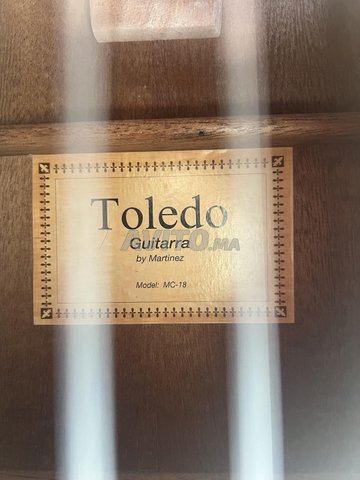 Toledo
AVITO.MA
Guitarra
by Martinez
Model: MC-18